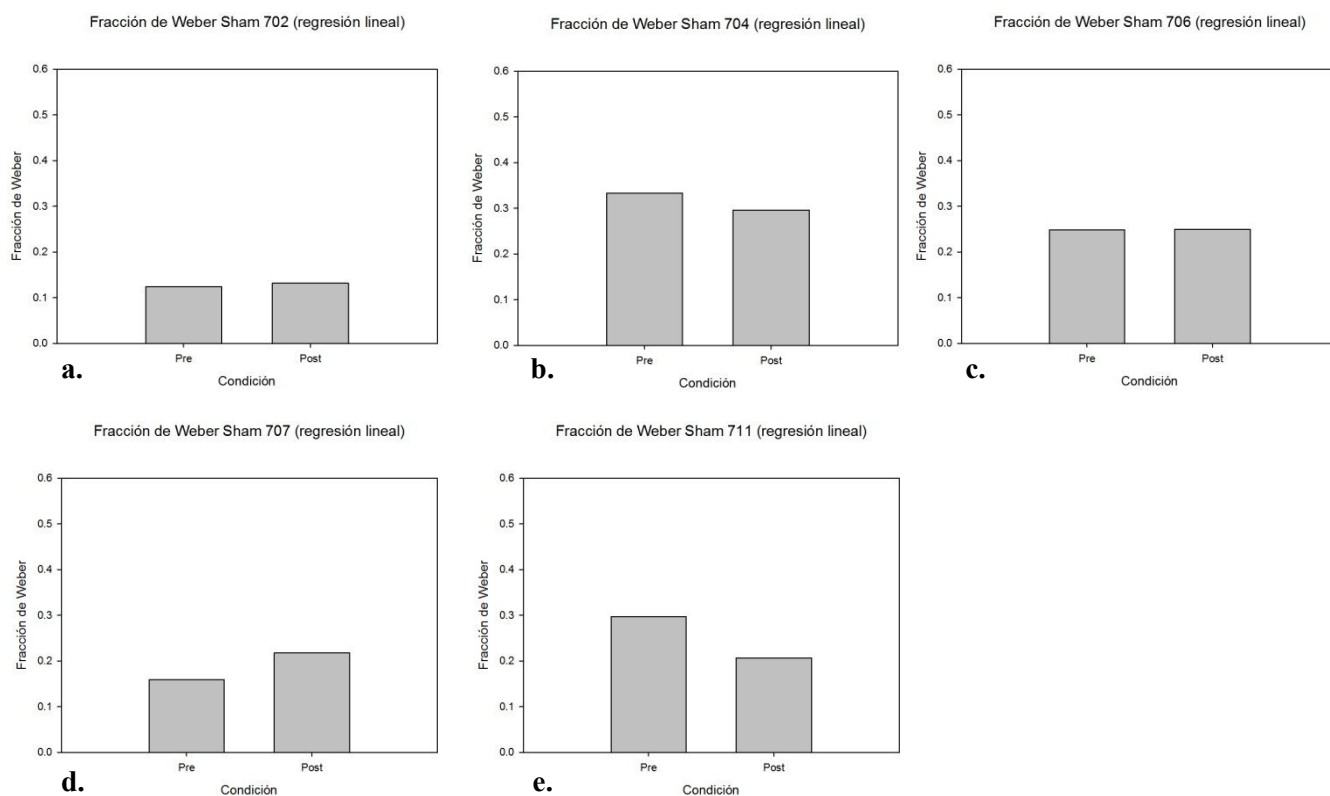 Fracción de Weber Sham 702 (regresión lineal)
Fracción de Weber
0.6
0.5
0.4
0.3
0.2
0.1
0.0
Pre
Post
Condición
a.
Fracción de Weber Sham 704 (regresión lineal)
Fracción de Weber
0.6
0.5
0.4
0.3
0.2
0.1
0.0
Pre
Post
Condición
b.
Fracción de Weber Sham 706 (regresión lineal)
Fracción de Weber
0.6
0.5
0.4
0.3
0.2
0.1
0.0
Pre
Post
Condición
c.
Fracción de Weber Sham 707 (regresión lineal)
Fracción de Weber
0.6
0.5
0.4
0.3
0.2
0.1
0.0
Pre
Post
Condición
d.
Fracción de Weber Sham 711 (regresión lineal)
Fracción de Weber
0.6
0.5
0.4
0.3
0.2
0.1
0.0
Pre
Post
Condición
e.